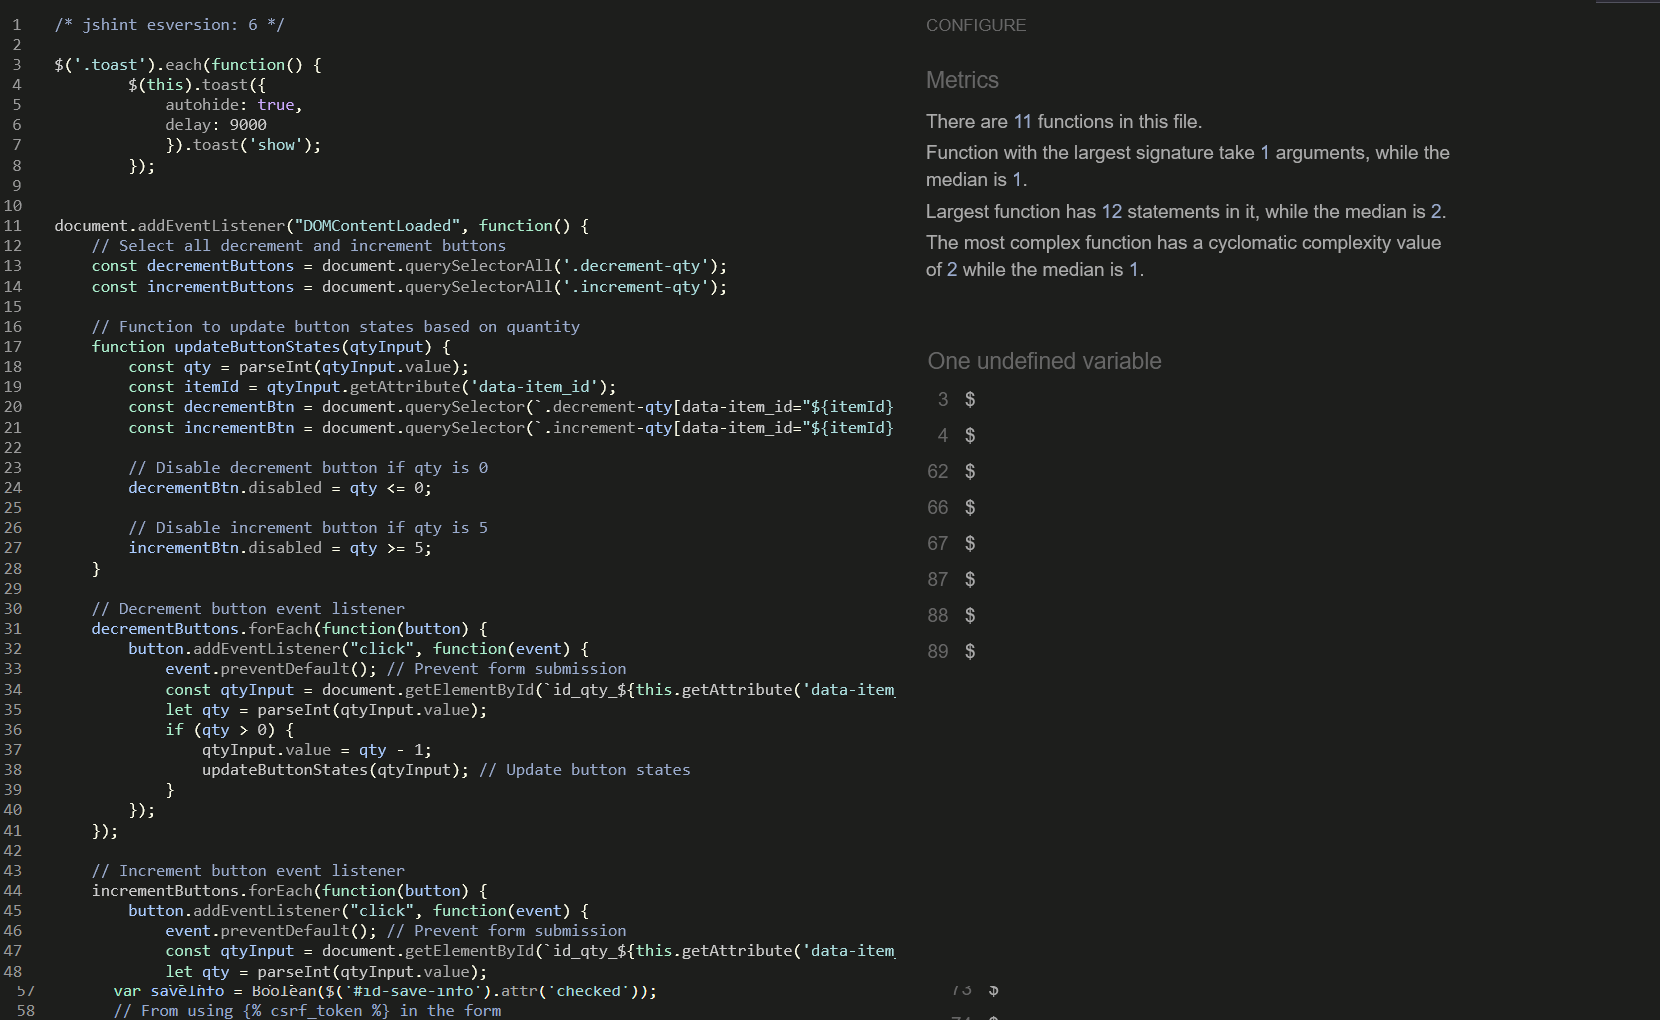 1 /* jshint esversion: 6 */
2
3 $('.toast').each(function() {
4 $(this).toast({
5 autohide: true,
6 delay: 9000
7 }).toast('show');
8 });
9
10
11 document.addEventListener("DOMContentLoaded", function() {
12 // Select all decrement and increment buttons
13 const decrementButtons = document.querySelectorAll('.decrement-qty');
14 const incrementButtons = document.querySelectorAll('.increment-qty');
15
16 // Function to update button states based on quantity
17 function updateButtonStates(qtyInput) {
18 const qty = parseInt(qtyInput.value);
19 const itemId = qtyInput.getAttribute('data-item_id');
20 const decrementBtn = document.querySelector(`.decrement-qty[data-item_id="${itemId}
21 const incrementBtn = document.querySelector(`.increment-qty[data-item_id="${itemId}
22
23 // Disable decrement button if qty is 0
24 decrementBtn.disabled = qty <= 0;
25
26 // Disable increment button if qty is 5
27 incrementBtn.disabled = qty >= 5;
28 }
29
30 // Decrement button event listener
31 decrementButtons.forEach(function(button) {
32 button.addEventListener("click", function(event) {
33 event.preventDefault(); // Prevent form submission
34 const qtyInput = document.getElementById(`id_qty_${this.getAttribute('data-item_
35 let qty = parseInt(qtyInput.value);
36 if (qty > 0) {
37 qtyInput.value = qty - 1;
38 updateButtonStates(qtyInput); // Update button states
39 }
40 });
41 });
42
43 // Increment button event listener
44 incrementButtons.forEach(function(button) {
45 button.addEventListener("click", function(event) {
46 event.preventDefault(); // Prevent form submission
47 const qtyInput = document.getElementById(`id_qty_${this.getAttribute('data-item_
48 let qty = parseInt(qtyInput.value);
57 var saveInfo = Boolean($('#id-save-info').attr('checked'));
58 // From using {% csrf_token %} in the form
CONFIGURE
Metrics
There are 11 functions in this file.
Function with the largest signature take 1 arguments, while the
median is 1.
Largest function has 12 statements in it, while the median is 2.
The most complex function has a cyclomatic complexity value
of 2 while the median is 1.
One undefined variable
3 $
4 $
62 $
66 $
67 $
87 $
88 $
89 $
73 $